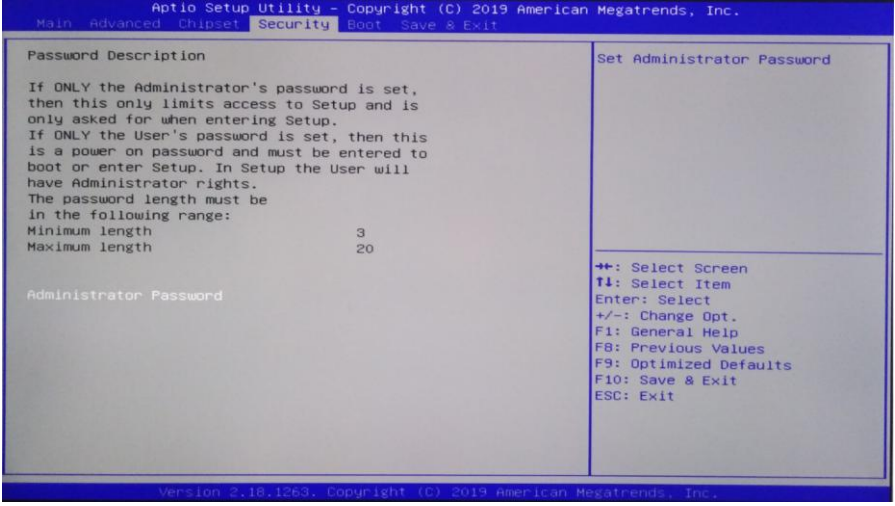 Aptio Setup Utility – Copyright (C) 2019 American Megatrends, Inc.
Main Advanced Chipset Security Boot Save & Exit
Password Description
If ONLY the Administrator's password is set,
then this only limits access to Setup and is
only asked for when entering Setup.
If ONLY the User's password is set, then this
is a power on password and must be entered to
boot or enter Setup. In Setup the User will
have Administrator rights.
The password length must be
in the following range:
Minimum length 3
Maximum length 20
Administrator Password
Set Administrator Password
→←: Select Screen
↑↓: Select Item
Enter: Select
+/-: Change Opt.
F1: General Help
F8: Previous Values
F9: Optimized Defaults
F10: Save & Exit
ESC: Exit
Version 2.18.1263. Copyright (C) 2019 American Megatrends, Inc.